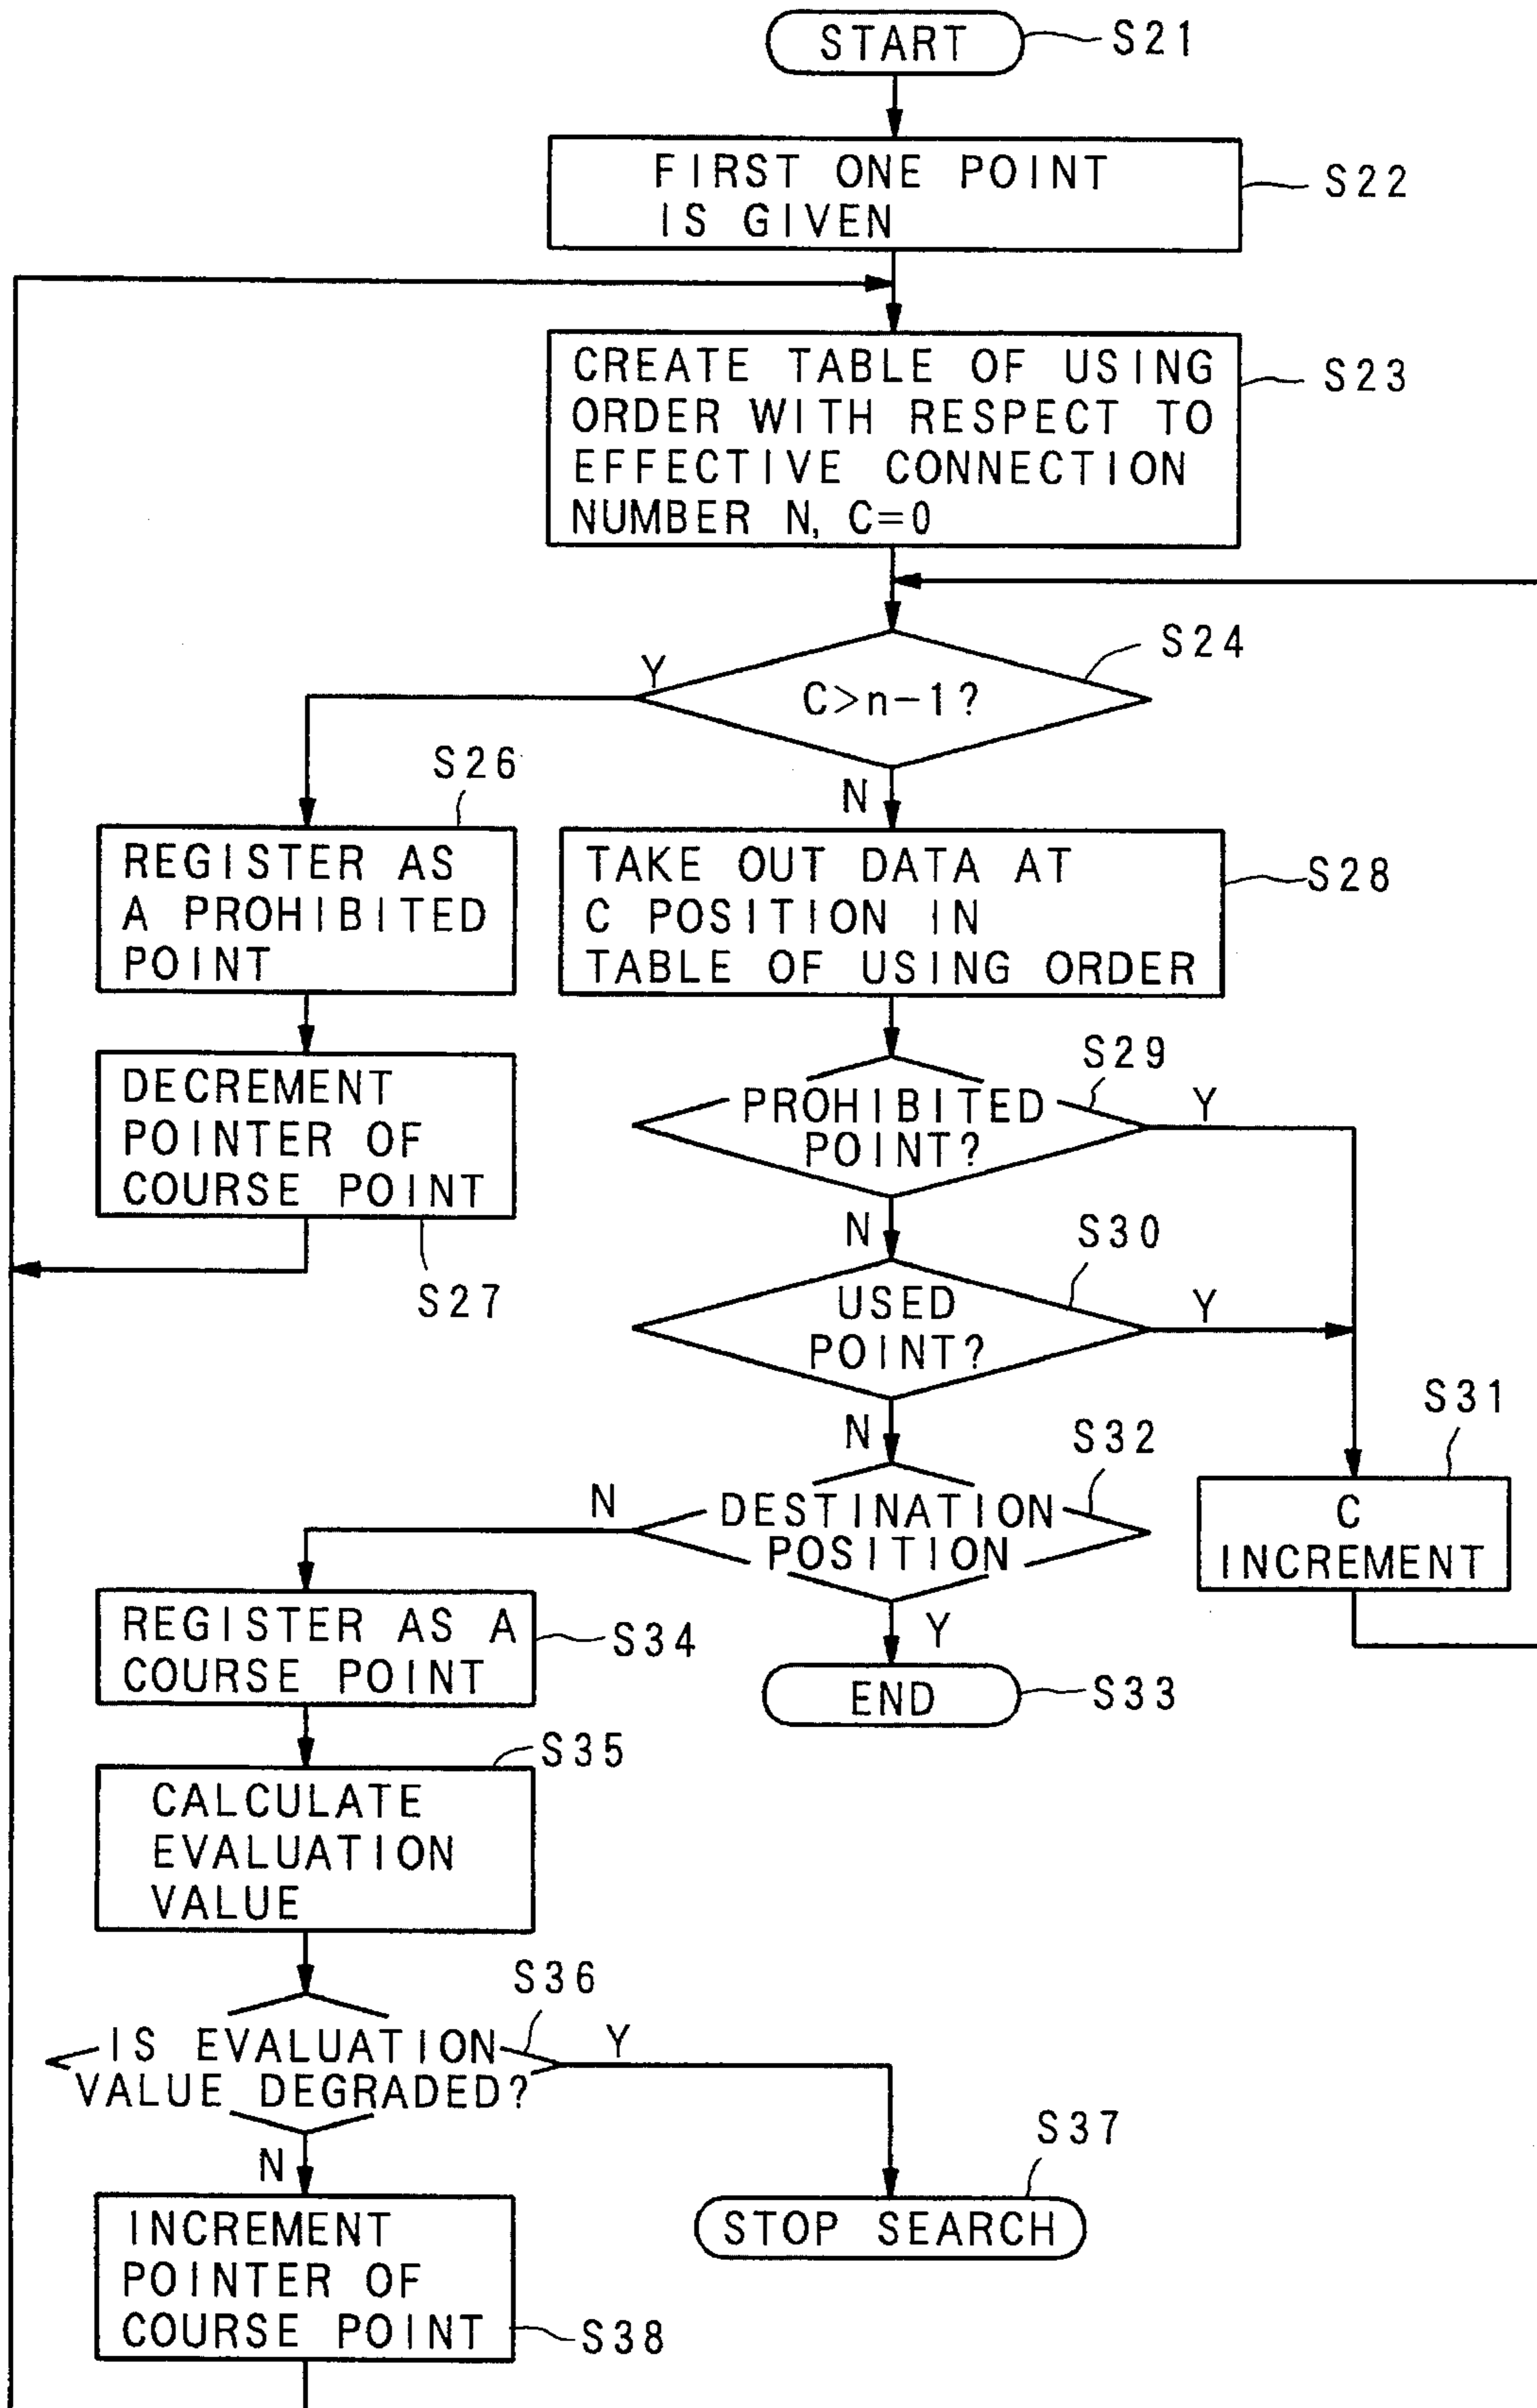 START
S21
FIRST ONE POINT
IS GIVEN
S22
CREATE TABLE OF USING
ORDER WITH RESPECT TO
EFFECTIVE CONNECTION
NUMBER N, C=0
S23
S24
Y
C>n-1?
N
S26
REGISTER AS
A PROHIBITED
POINT
TAKE OUT DATA AT
C POSITION IN
TABLE OF USING ORDER
S28
DECREMENT
POINTER OF
COURSE POINT
S27
S29
PROHIBITED
POINT?
Y
N
S30
USED
POINT?
Y
N
S31
C
INCREMENT
S32
DESTINATION
POSITION
N
Y
END
S33
REGISTER AS A
COURSE POINT
S34
S35
CALCULATE
EVALUATION
VALUE
S36
IS EVALUATION
VALUE DEGRADED?
Y
N
S37
STOP SEARCH
INCREMENT
POINTER OF
COURSE POINT
S38